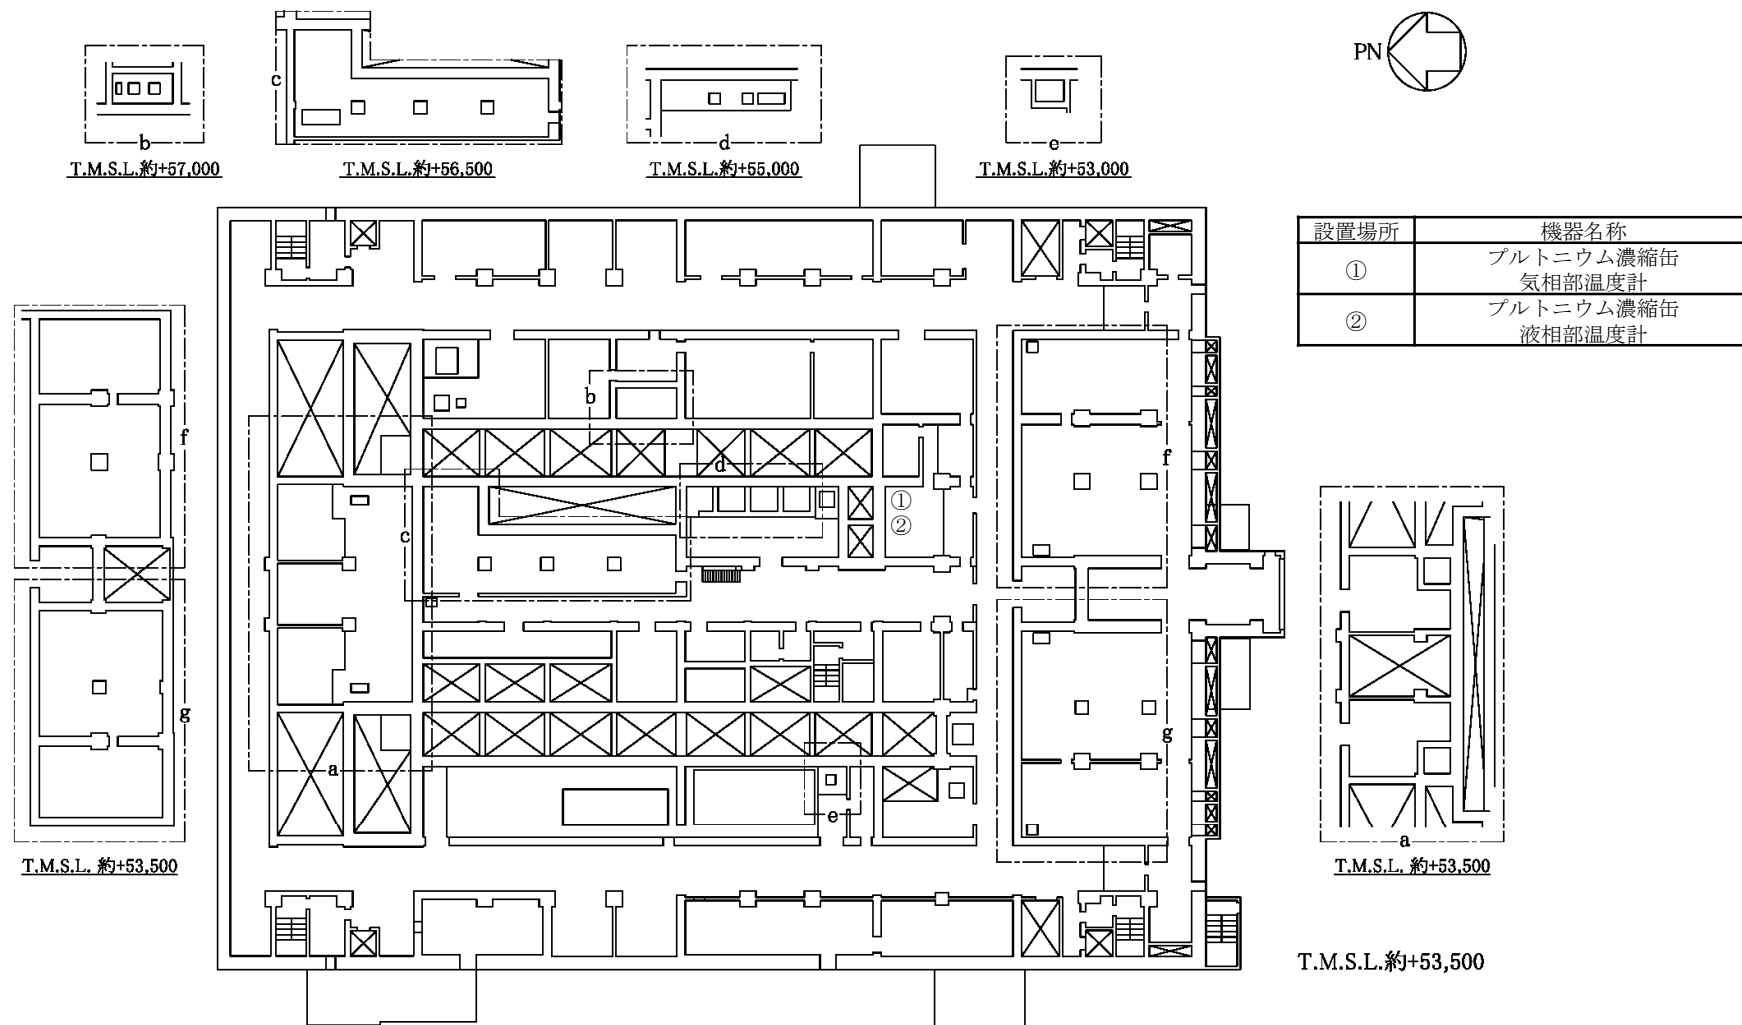 PN
c
b
d
e
T.M.S.L.約+57,000
T.M.S.L.約+56,500
T.M.S.L.約+55,000
T.M.S.L.約+53,000
設置場所 機器名称
① プルトニウム濃縮缶
気相部温度計
② プルトニウム濃縮缶
液相部温度計
f
g
T.M.S.L. 約+53,500
b
d
f
c
①
②
a
g
e
a
T.M.S.L. 約+53,500
T.M.S.L.約+53,500